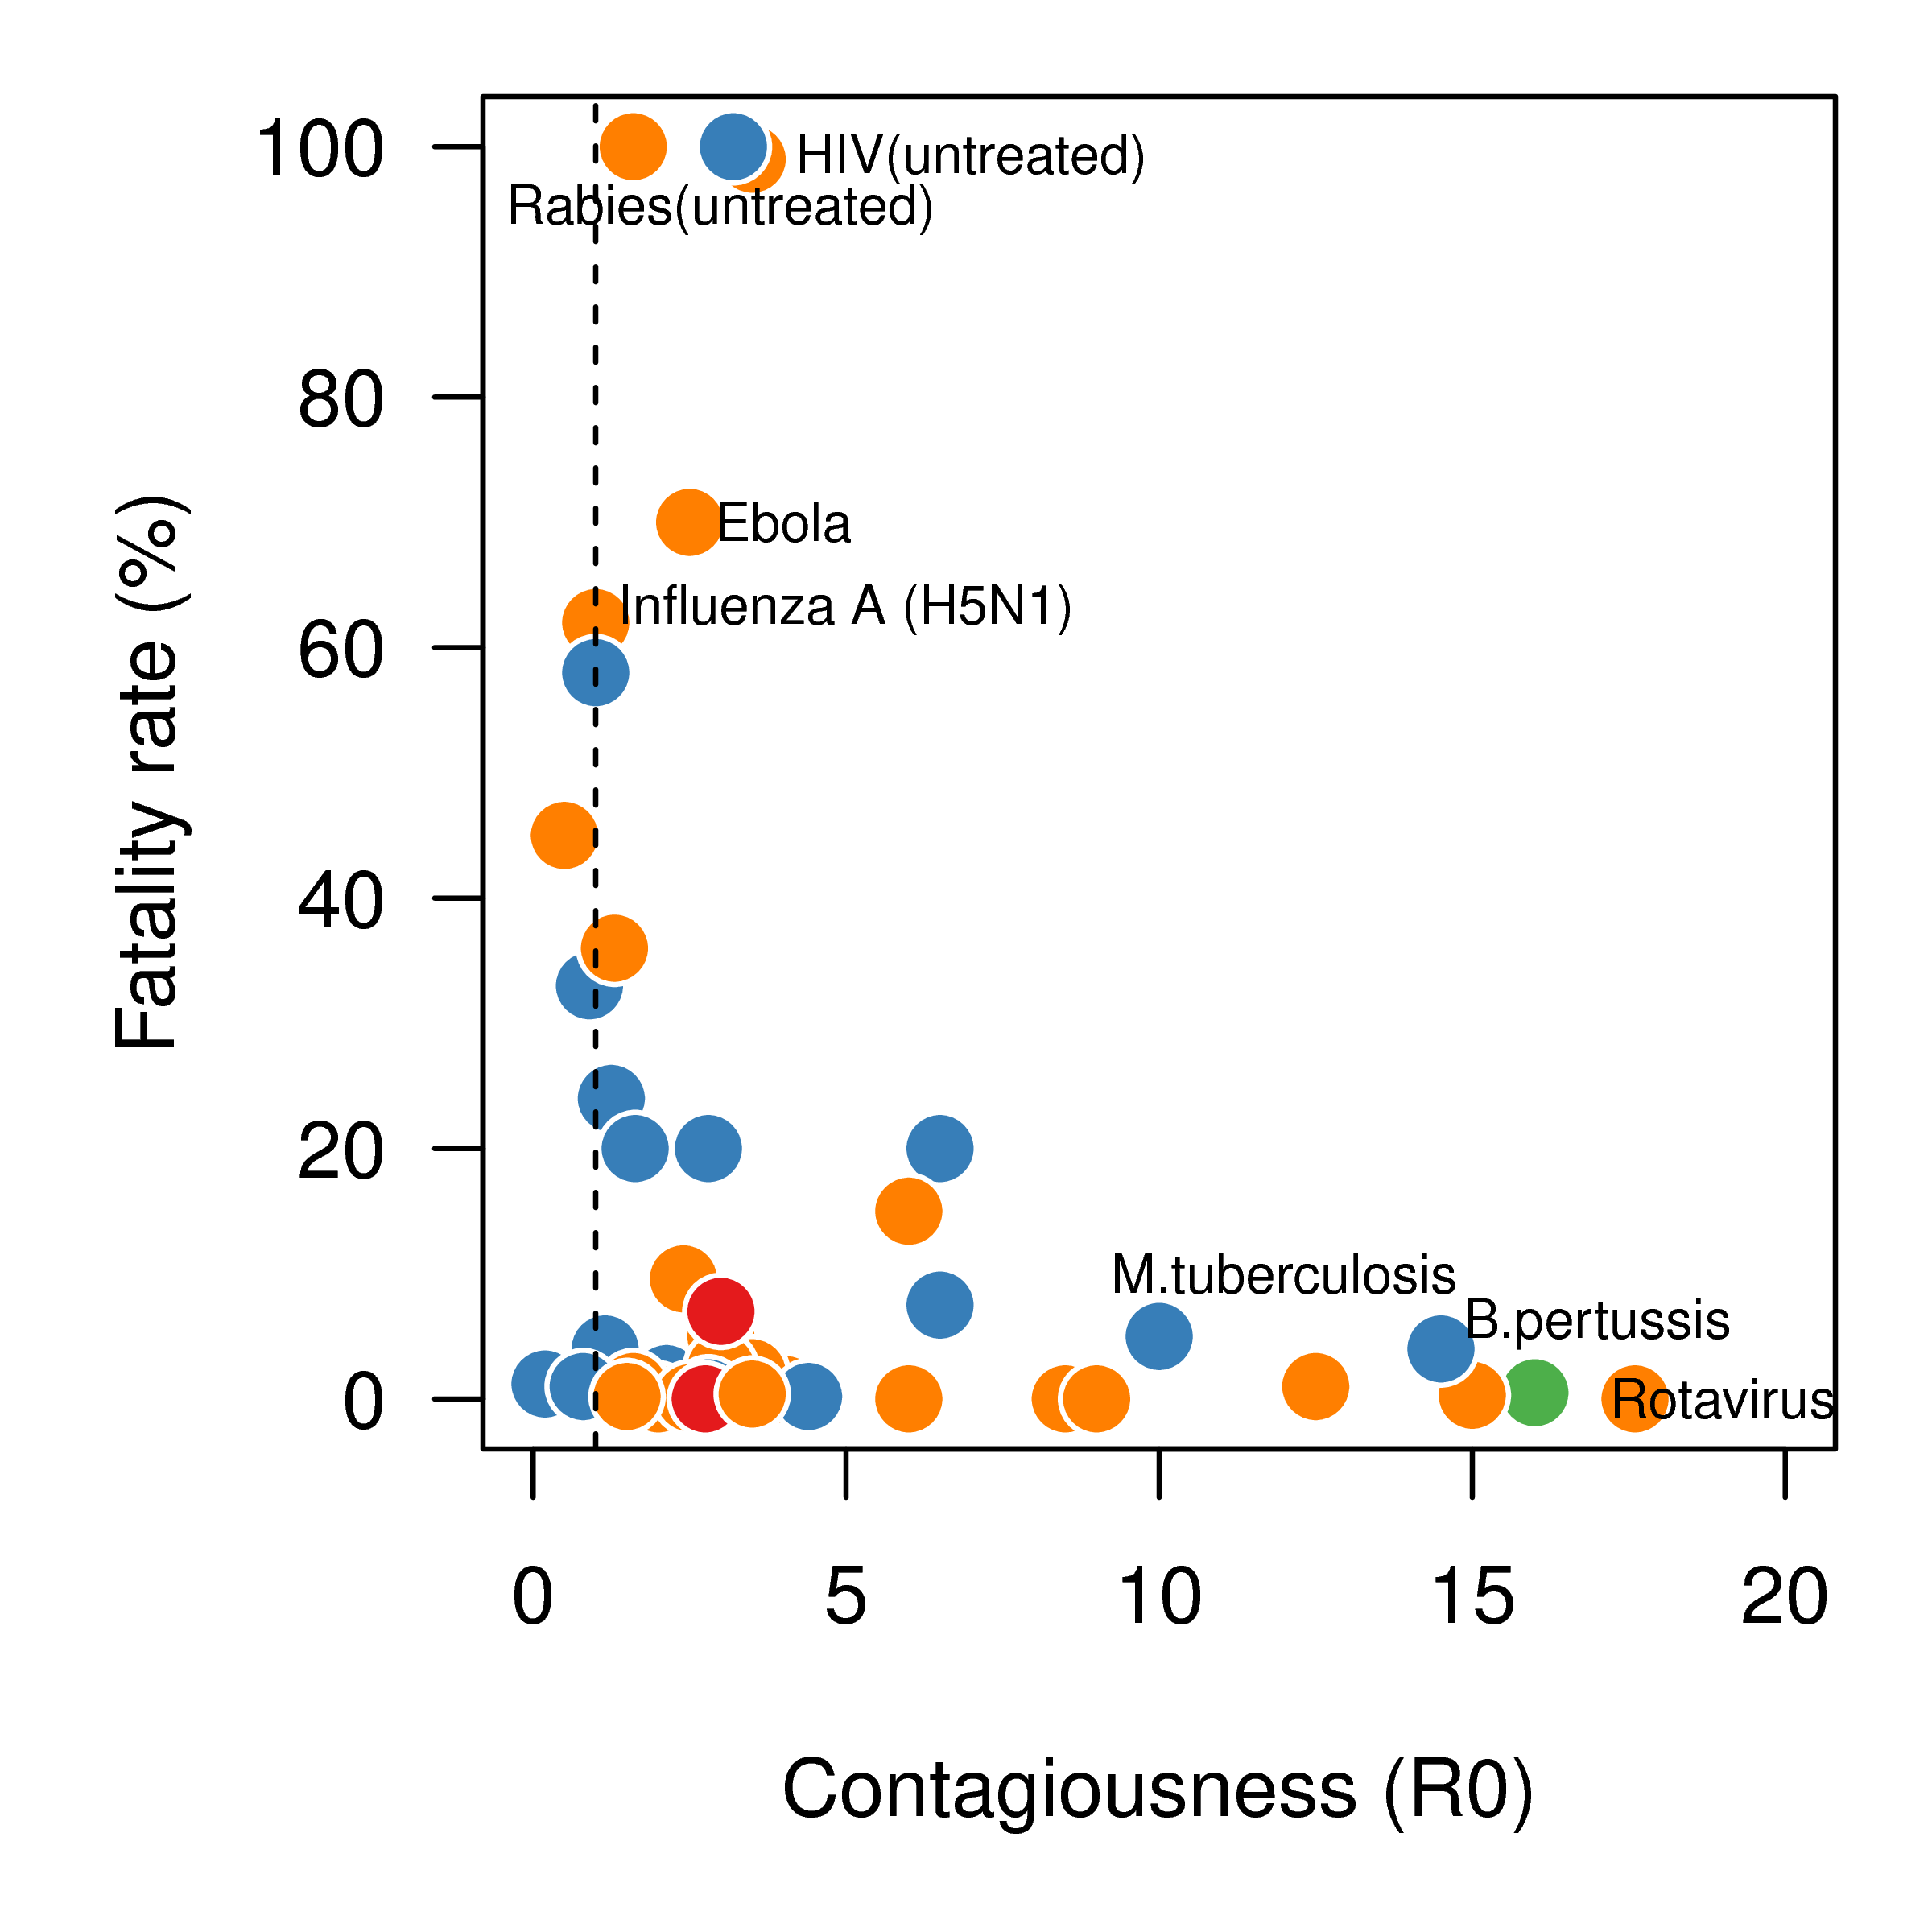 100
HIV(untreated)
Rabies(untreated)
80
Ebola
Influenza A (H5N1)
60
Fatality rate (%)
40
20
M.tuberculosis
B.pertussis
0
Rotavirus
0 5 10 15 20
Contagiousness (R0)